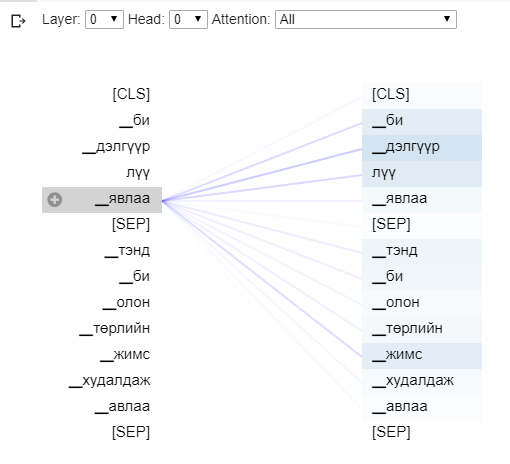 Layer: 0 Head: 0 Attention: All
[CLS] [CLS]
__би __би
__дэлгүүр __дэлгүүр
лүү лүү
__явлаа __явлаа
[SEP] [SEP]
__тэнд __тэнд
__би __би
__олон __олон
__төрлийн __төрлийн
__жимс __жимс
__худалдаж __худалдаж
__авлаа __авлаа
[SEP] [SEP]